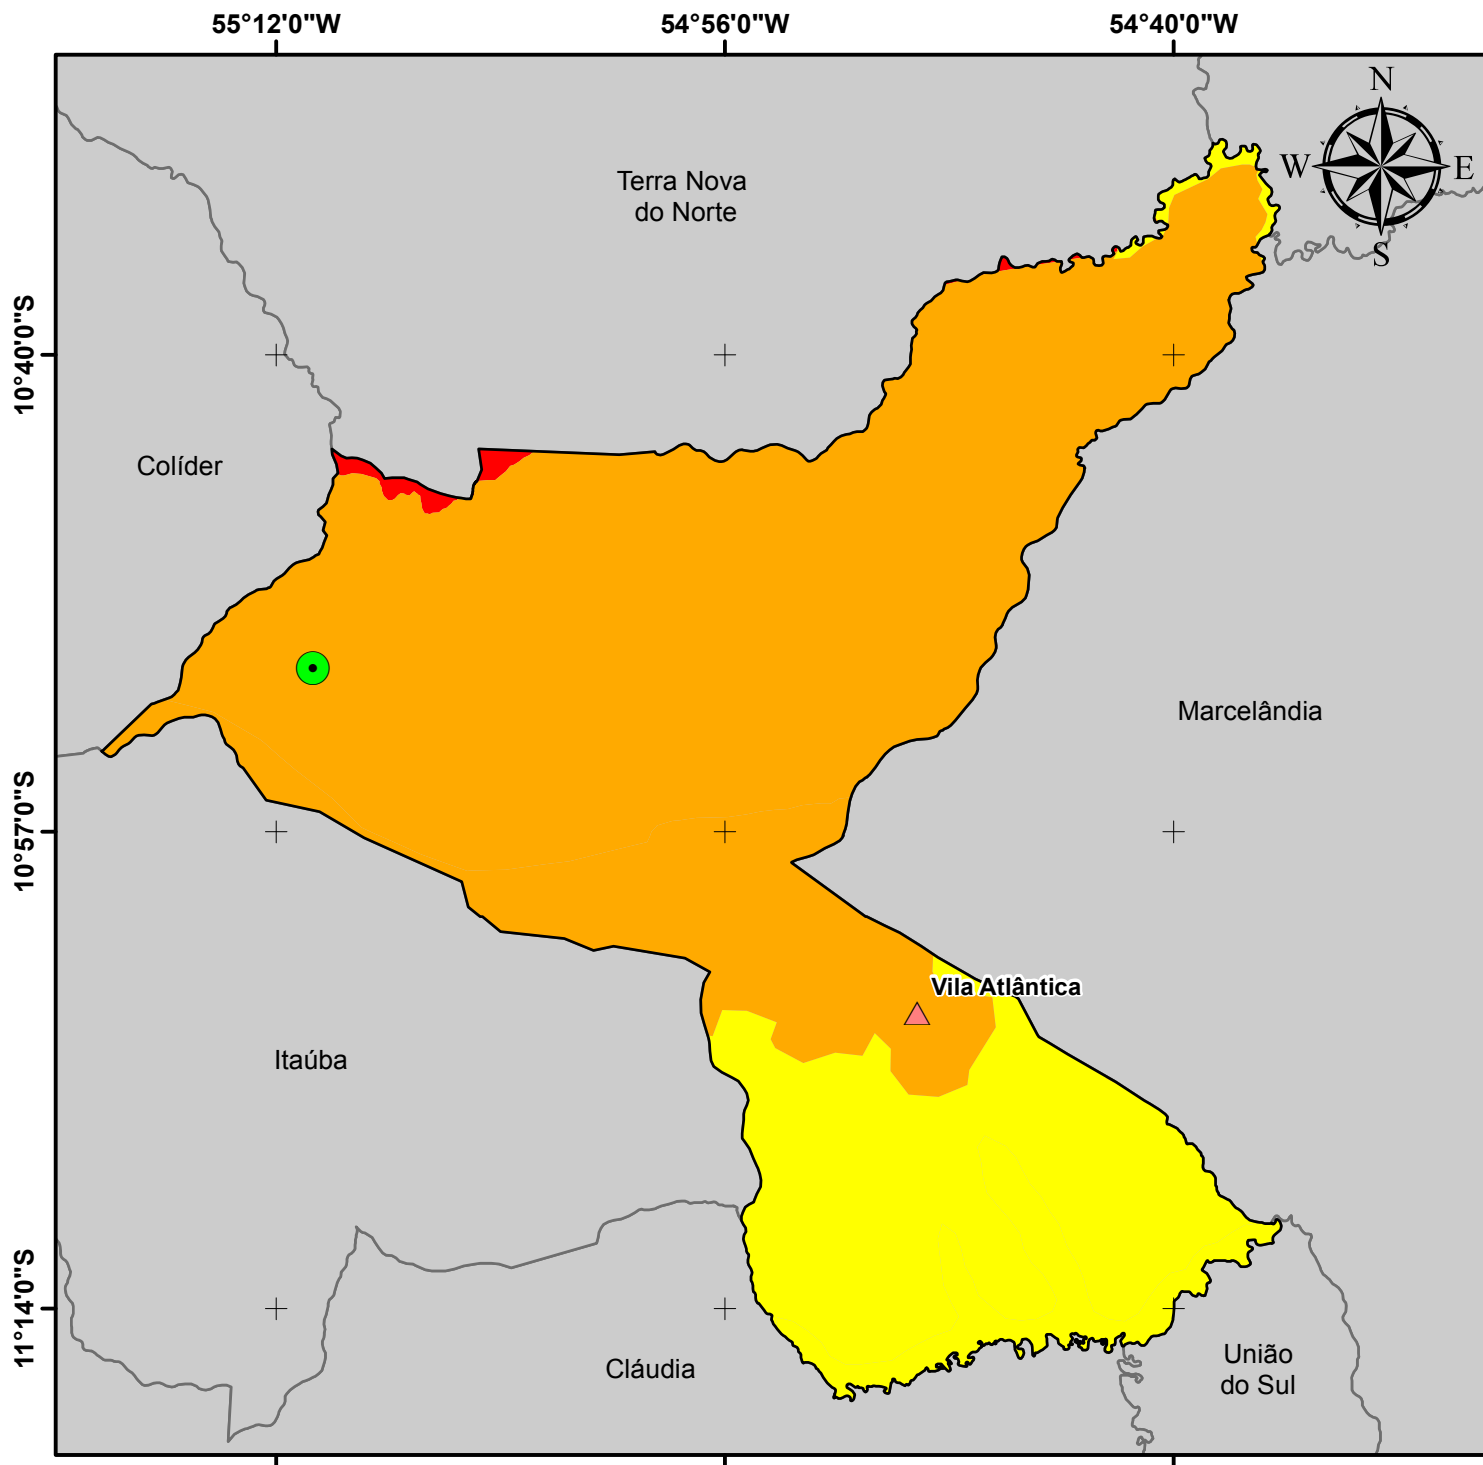 55°12'0"W
54°56'0"W
54°40'0"W
N
W
E
S
Terra Nova
do Norte
10°40'0"S
Colíder
Marcelândia
10°57'0"S
Vila Atlântica
Itaúba
11°14'0"S
Cláudia
União
do Sul